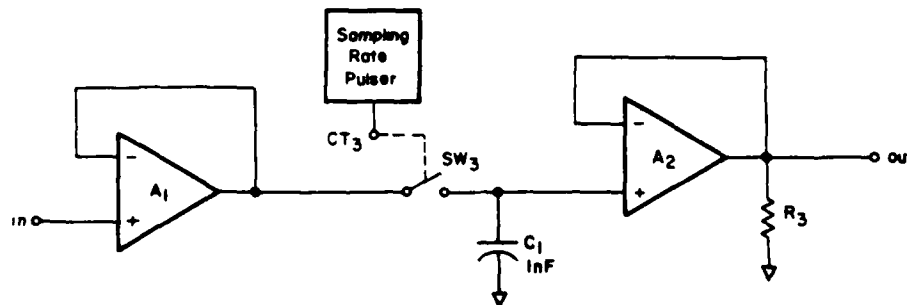 Sampling
Rate
Pulser
CT3
SW3
-
A1
+
in
-
A2
+
ou
R3
C1
1nF